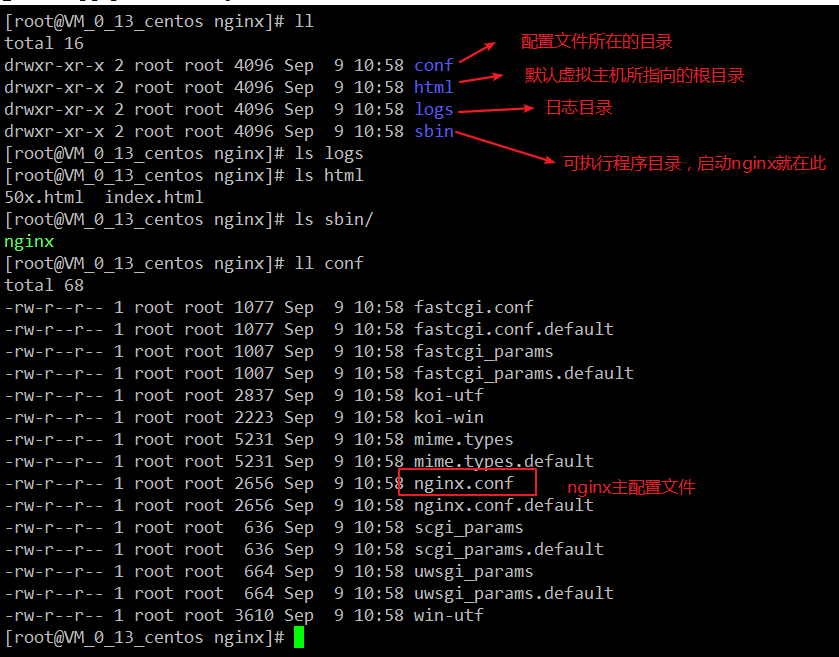 [root@VM_0_13_centos nginx]# ll
total 16
drwxr-xr-x 2 root root 4096 Sep  9 10:58 conf 配置文件所在的目录
drwxr-xr-x 2 root root 4096 Sep  9 10:58 html 默认虚拟主机所指向的根目录
drwxr-xr-x 2 root root 4096 Sep  9 10:58 logs 日志目录
drwxr-xr-x 2 root root 4096 Sep  9 10:58 sbin
[root@VM_0_13_centos nginx]# ls logs
可执行程序目录，启动nginx就在此
[root@VM_0_13_centos nginx]# ls html
50x.html  index.html
[root@VM_0_13_centos nginx]# ls sbin/
nginx
[root@VM_0_13_centos nginx]# ll conf
total 68
-rw-r--r-- 1 root root 1077 Sep  9 10:58 fastcgi.conf
-rw-r--r-- 1 root root 1077 Sep  9 10:58 fastcgi.conf.default
-rw-r--r-- 1 root root 1007 Sep  9 10:58 fastcgi_params
-rw-r--r-- 1 root root 1007 Sep  9 10:58 fastcgi_params.default
-rw-r--r-- 1 root root 2837 Sep  9 10:58 koi-utf
-rw-r--r-- 1 root root 2223 Sep  9 10:58 koi-win
-rw-r--r-- 1 root root 5231 Sep  9 10:58 mime.types
-rw-r--r-- 1 root root 5231 Sep  9 10:58 mime.types.default
-rw-r--r-- 1 root root 2656 Sep  9 10:58 nginx.conf nginx主配置文件
-rw-r--r-- 1 root root 2656 Sep  9 10:58 nginx.conf.default
-rw-r--r-- 1 root root  636 Sep  9 10:58 scgi_params
-rw-r--r-- 1 root root  636 Sep  9 10:58 scgi_params.default
-rw-r--r-- 1 root root  664 Sep  9 10:58 uwsgi_params
-rw-r--r-- 1 root root  664 Sep  9 10:58 uwsgi_params.default
-rw-r--r-- 1 root root 3610 Sep  9 10:58 win-utf
[root@VM_0_13_centos nginx]#